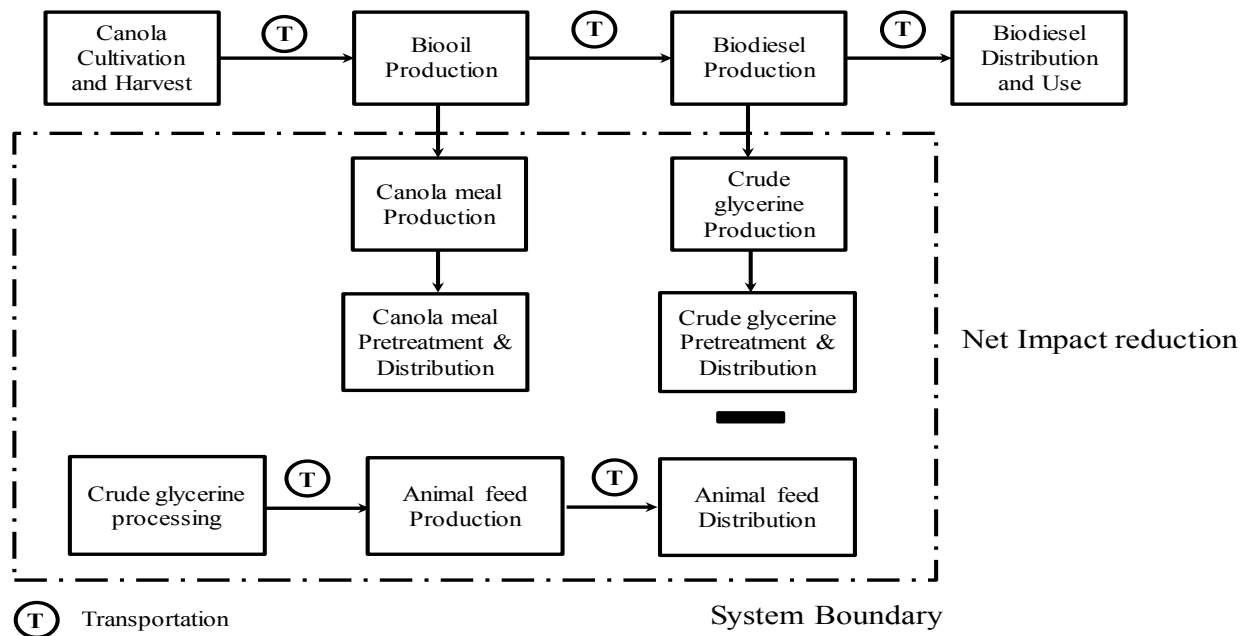 Canola
Cultivation
and Harvest
T
Biooil
Production
T
Biodiesel
Production
T
Biodiesel
Distribution
and Use
Canola meal
Production
Crude
glycerine
Production
Canola meal
Pretreatment &
Distribution
Crude glycerine
Pretreatment &
Distribution
Net Impact reduction
Crude glycerine
processing
T
Animal feed
Production
T
Animal feed
Distribution
T Transportation
System Boundary